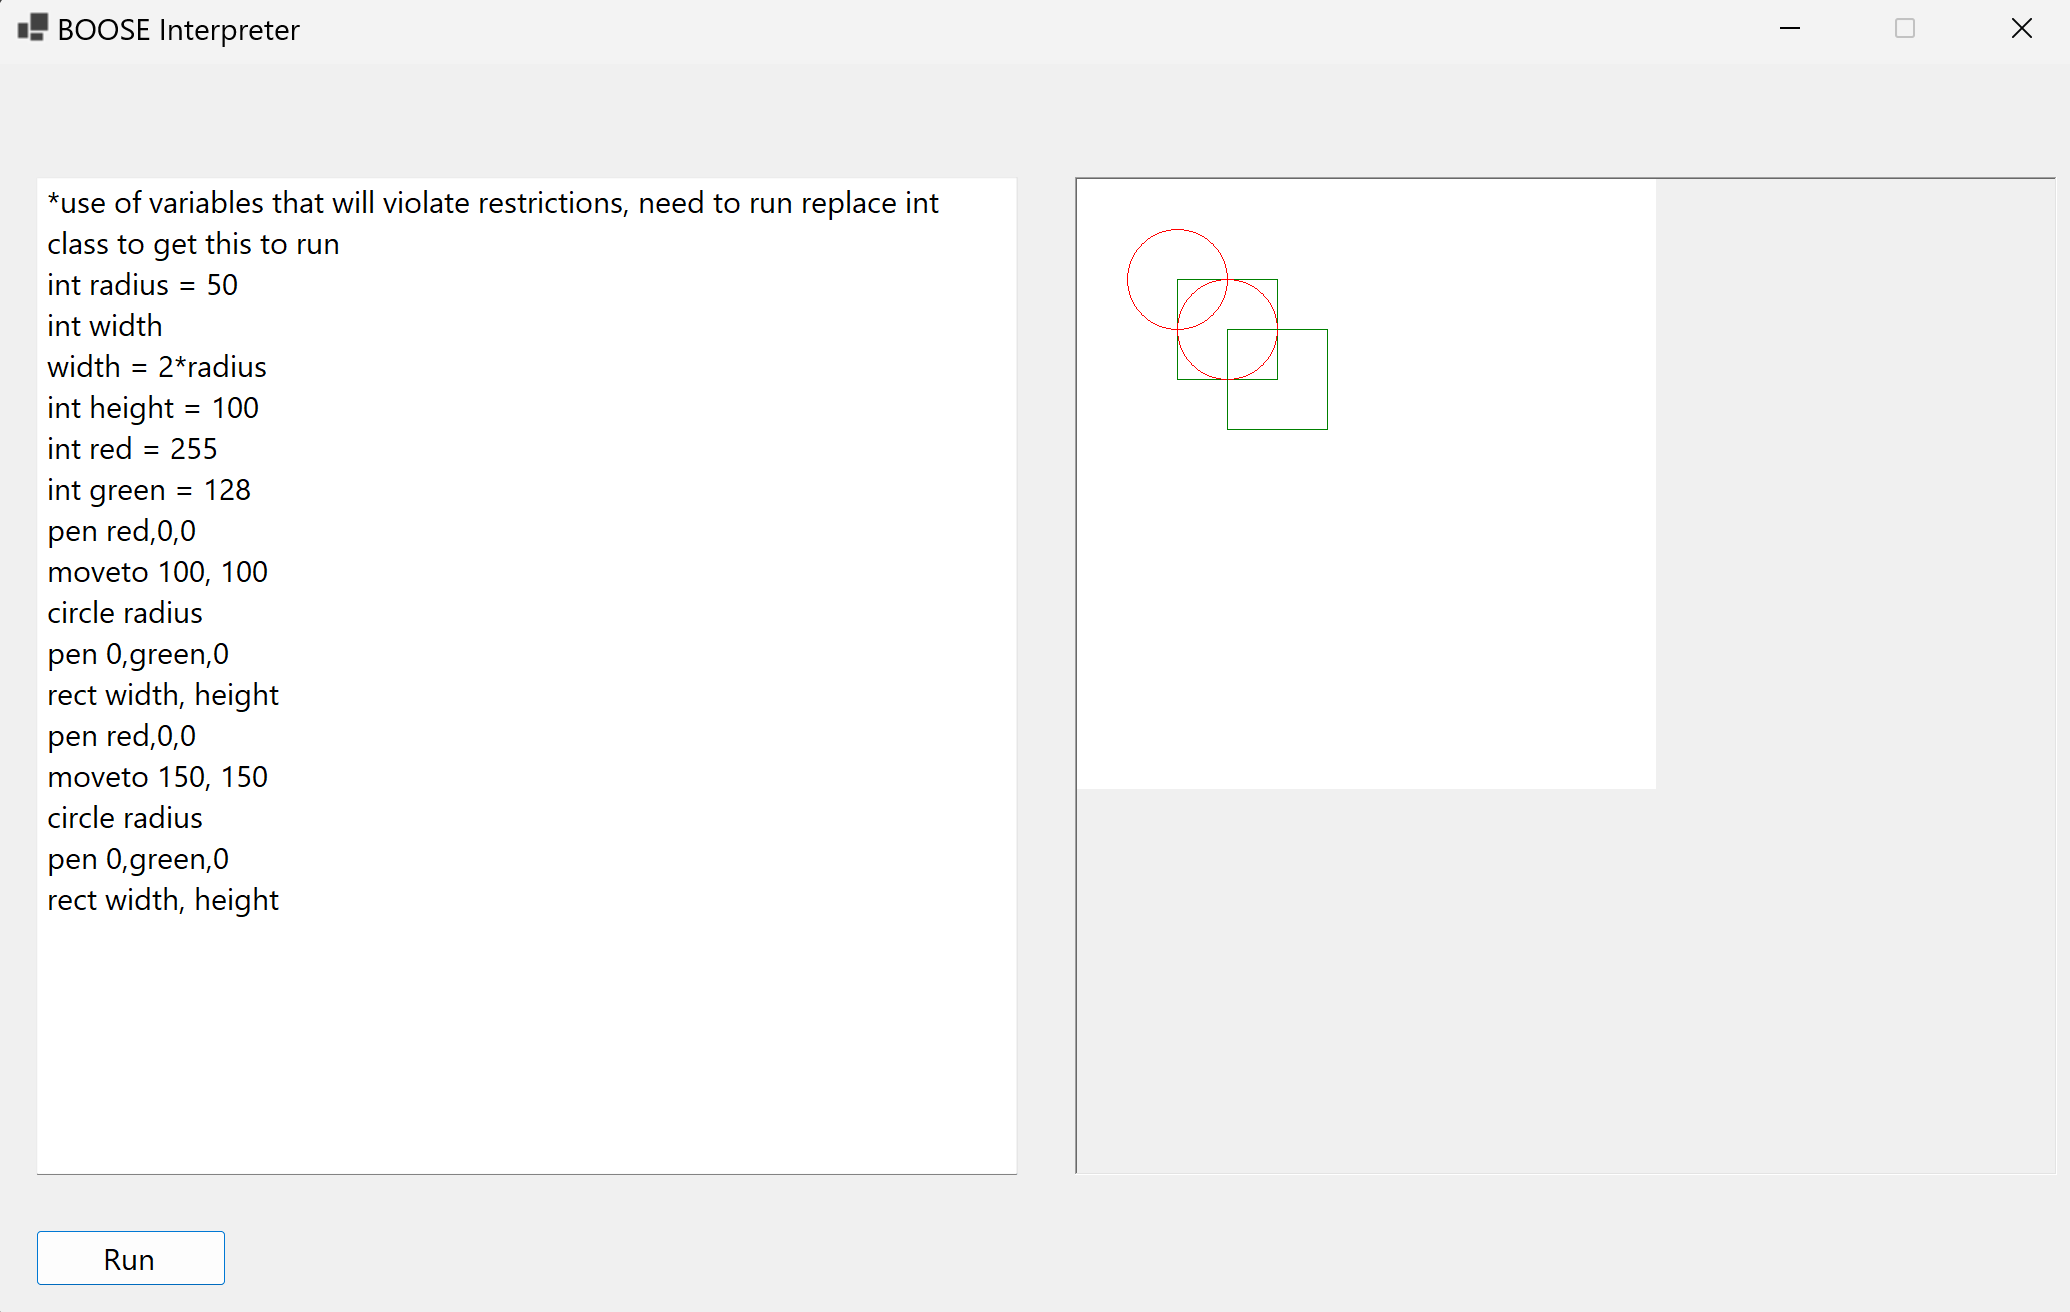 BOOSE Interpreter
*use of variables that will violate restrictions, need to run replace int
class to get this to run
int radius = 50
int width
width = 2*radius
int height = 100
int red = 255
int green = 128
pen red,0,0
moveto 100, 100
circle radius
pen 0,green,0
rect width, height
pen red,0,0
moveto 150, 150
circle radius
pen 0,green,0
rect width, height
Run